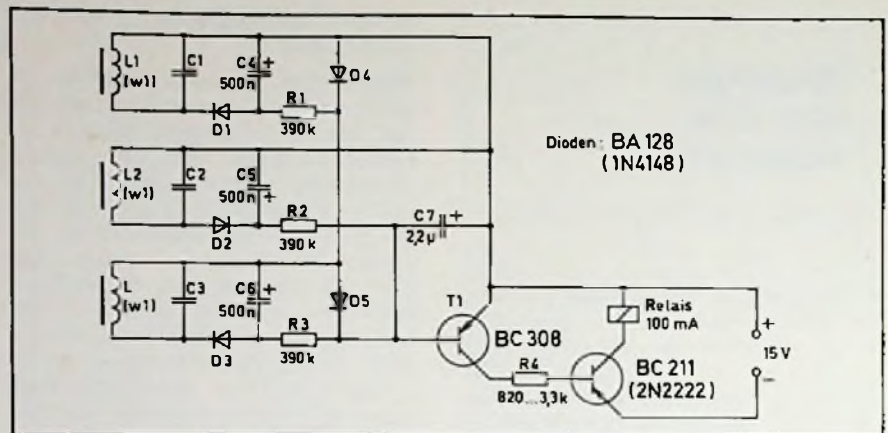 L1
(w1)
C1
C4 +
500n
D1
R1
390k
D4
L2
(w1)
C2
C5
500n +
D2
R2
390k
C7 +
2,2µ
L
(w1)
C3
C6 +
500n
D3
R3
390k
D5
Dioden: BA 128
(1N4148)
T1
BC 308
R4
820...3,3k
Relais
100 mA
BC 211
(2N2222)
+
15 V
−